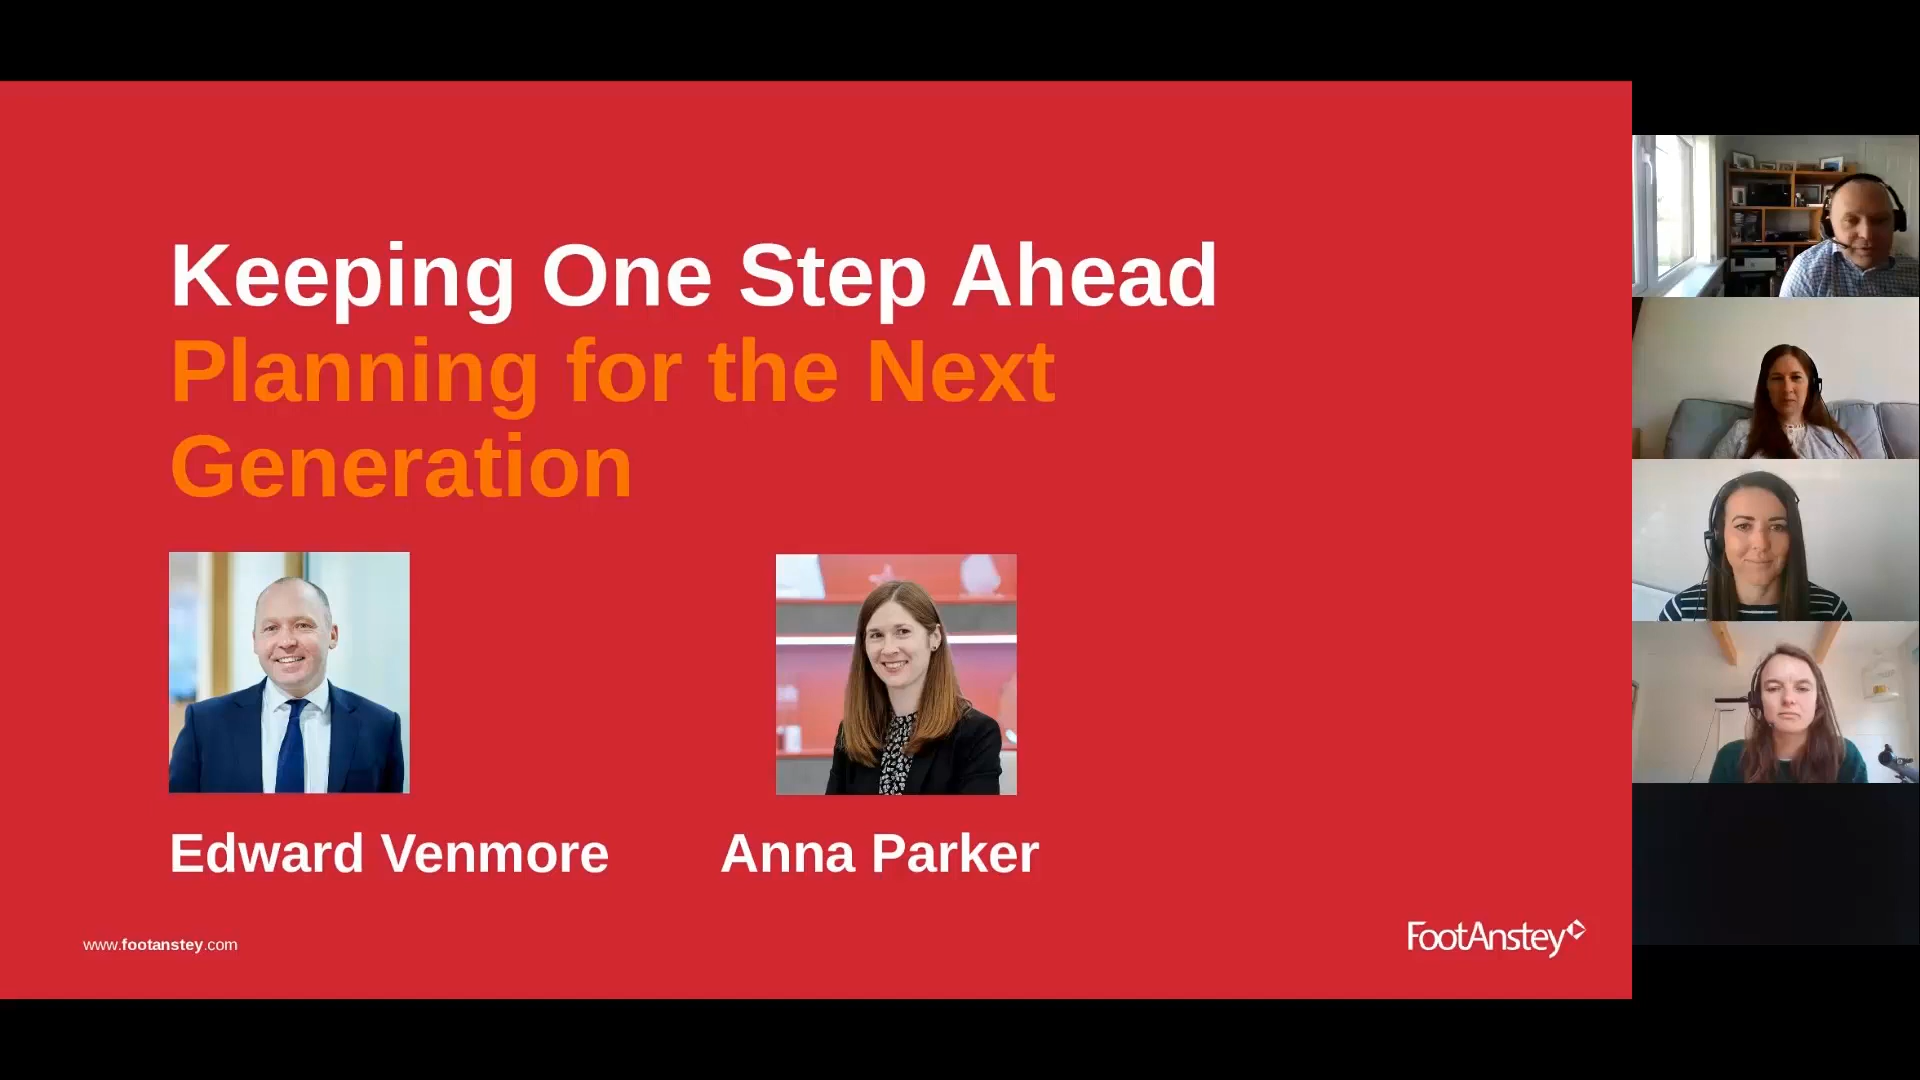 Keeping One Step Ahead
Planning for the Next
Generation
Edward Venmore
Anna Parker
www.footanstey.com
FootAnstey